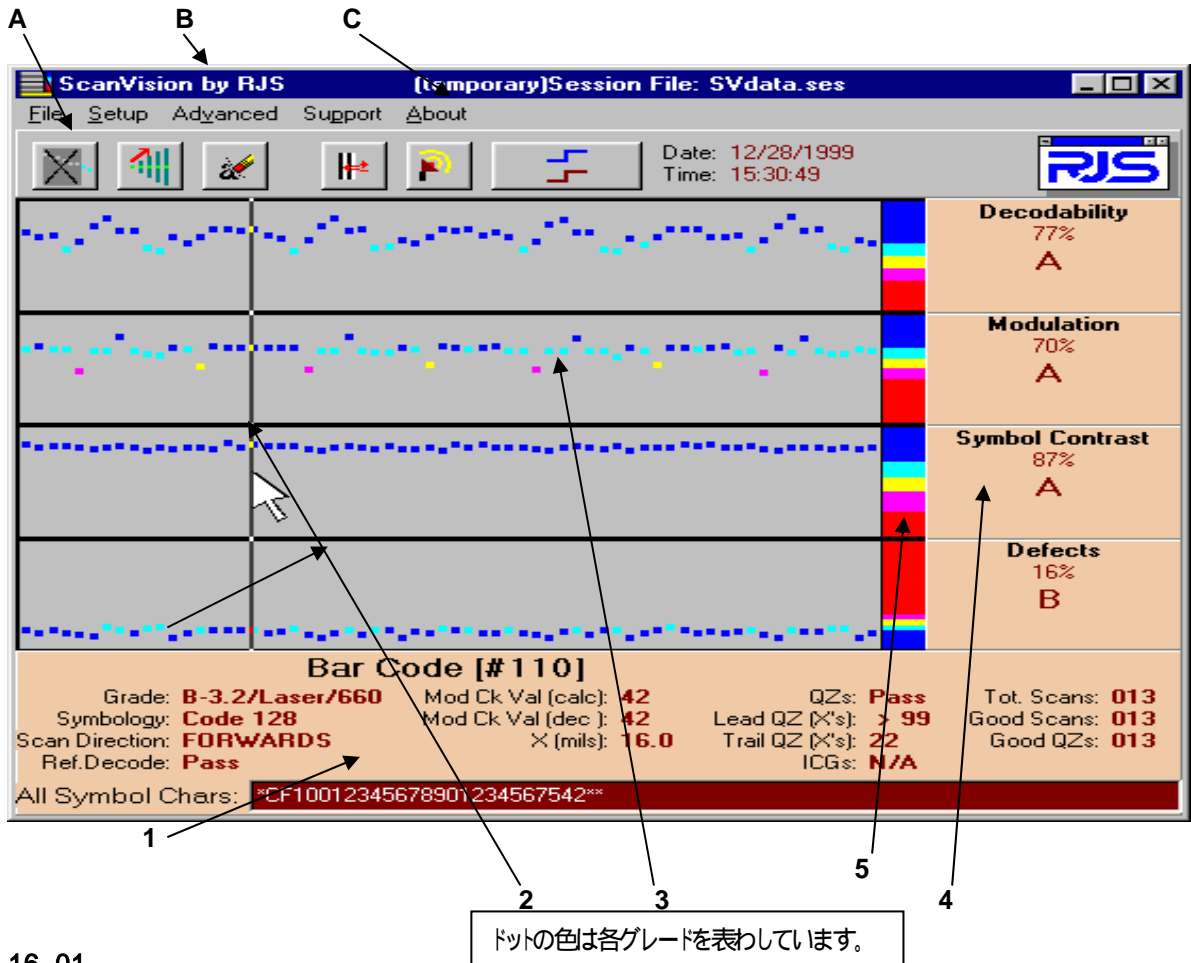 A B C
ScanVision by RJS (temporary)Session File: SVdata.ses
File Setup Advanced Support About
Date: 12/28/1999
Time: 15:30:49
RJS
Decodability
77%
A
Modulation
70%
A
Symbol Contrast
87%
A
Defects
16%
B
Bar Code [#110]
Grade: B-3.2/Laser/660 Mod Ck Val (calc): 42 QZs: Pass Tot. Scans: 013
Symbology: Code 128 Mod Ck Val (dec ): 42 Lead QZ (X's): > 99 Good Scans: 013
Scan Direction: FORWARDS X (mils): 16.0 Trail QZ (X's): 22 Good QZs: 013
Ref.Decode: Pass ICGs: N/A
All Symbol Chars: *CF10012345678901234567542**
1 5
2 3 4
ドットの色は各グレードを表わしています。
16-01